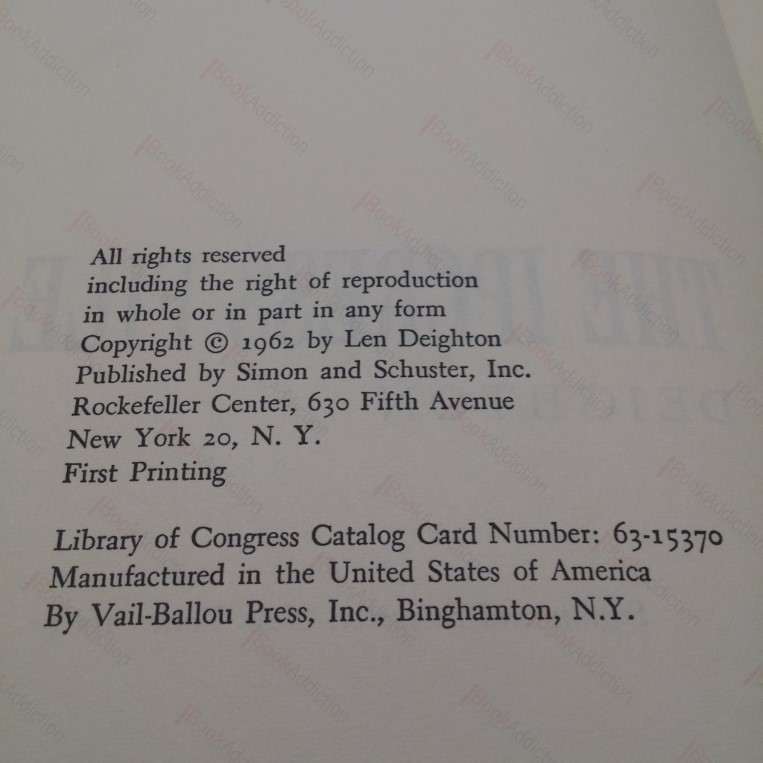 All rights reserved
including the right of reproduction
in whole or in part in any form
Copyright © 1962 by Len Deighton
Published by Simon and Schuster, Inc.
Rockefeller Center, 630 Fifth Avenue
New York 20, N. Y.
First Printing
Library of Congress Catalog Card Number: 63-15370
Manufactured in the United States of America
By Vail-Ballou Press, Inc., Binghamton, N.Y.